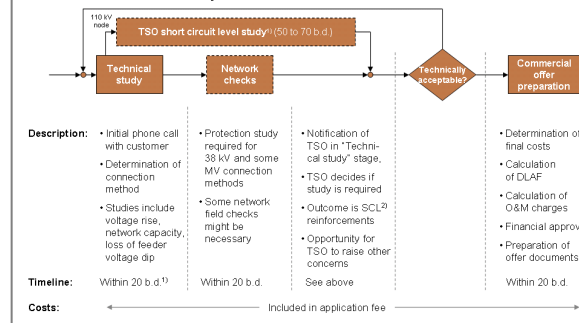 110 kV
node
TSO short circuit level study1) (50 to 70 b.d.)
Technical
study
Network
checks
Technically
acceptable?
Commercial
offer
preparation
Description:
• Initial phone call
with customer
• Determination of
connection
method
• Studies include
voltage rise,
network capacity,
loss of feeder
voltage dip
• Protection study
required for
38 kV and some
MV connection
methods
• Some network
field checks
might be
necessary
• Notification of
TSO in "Techni-
cal study" stage,
• TSO decides if
study is required
• Outcome is SCL2)
reinforcements
• Opportunity for
TSO to raise other
concerns
• Determination of
final costs
• Calculation
of DLAF
• Calculation of
O&M charges
• Financial approv
• Preparation of
offer documents
Timeline: Within 20 b.d.1) Within 20 b.d. See above Within 20 b.d.
Costs: Included in application fee